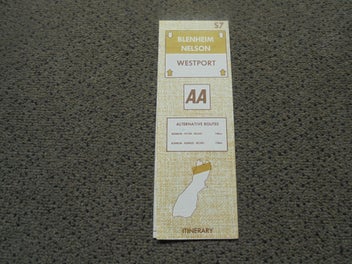 S7
BLENHEIM
NELSON
WESTPORT
AA
ALTERNATIVE ROUTES
ITINERARY